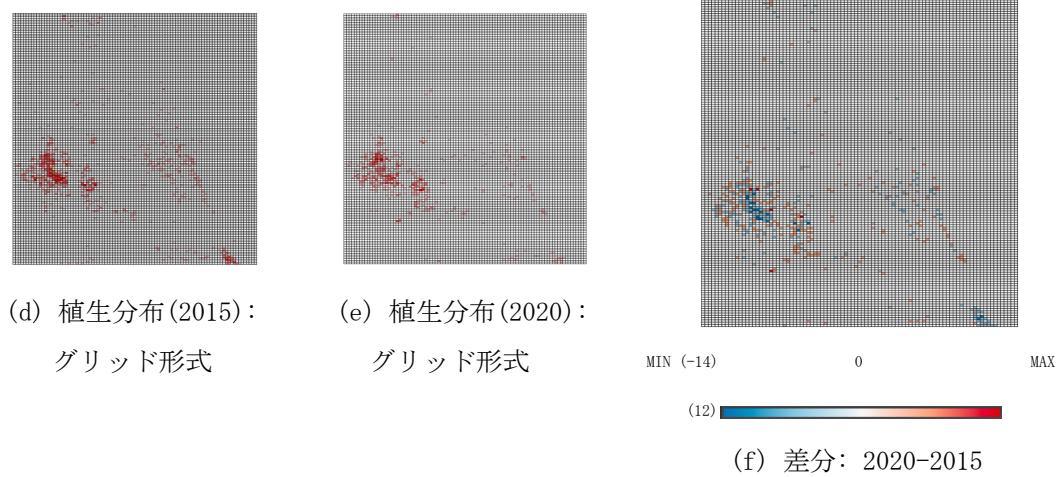 (d) 植生分布(2015):
グリッド形式
(e) 植生分布(2020):
グリッド形式
MIN (-14) 0 MAX
(12)
(f) 差分: 2020-2015